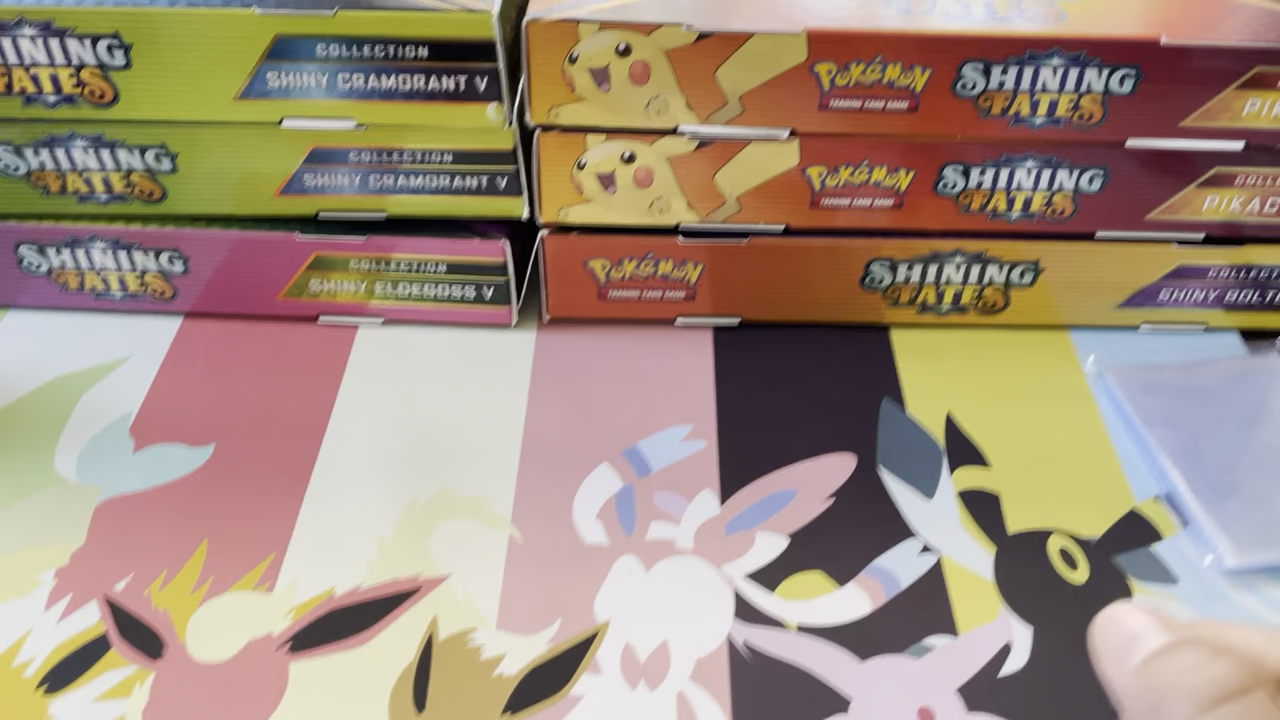 SHINING
FATES
COLLECTION
SHINY CRAMORANT V
SHINING
FATES
COLLECTION
SHINY CRAMORANT V
SHINING
FATES
COLLECTION
SHINY ELDEGOSS V
POKéMON
TRADING CARD GAME
SHINING
FATES
POKéMON
TRADING CARD GAME
SHINING
FATES
POKéMON
TRADING CARD GAME
SHINING
FATES
SHINY